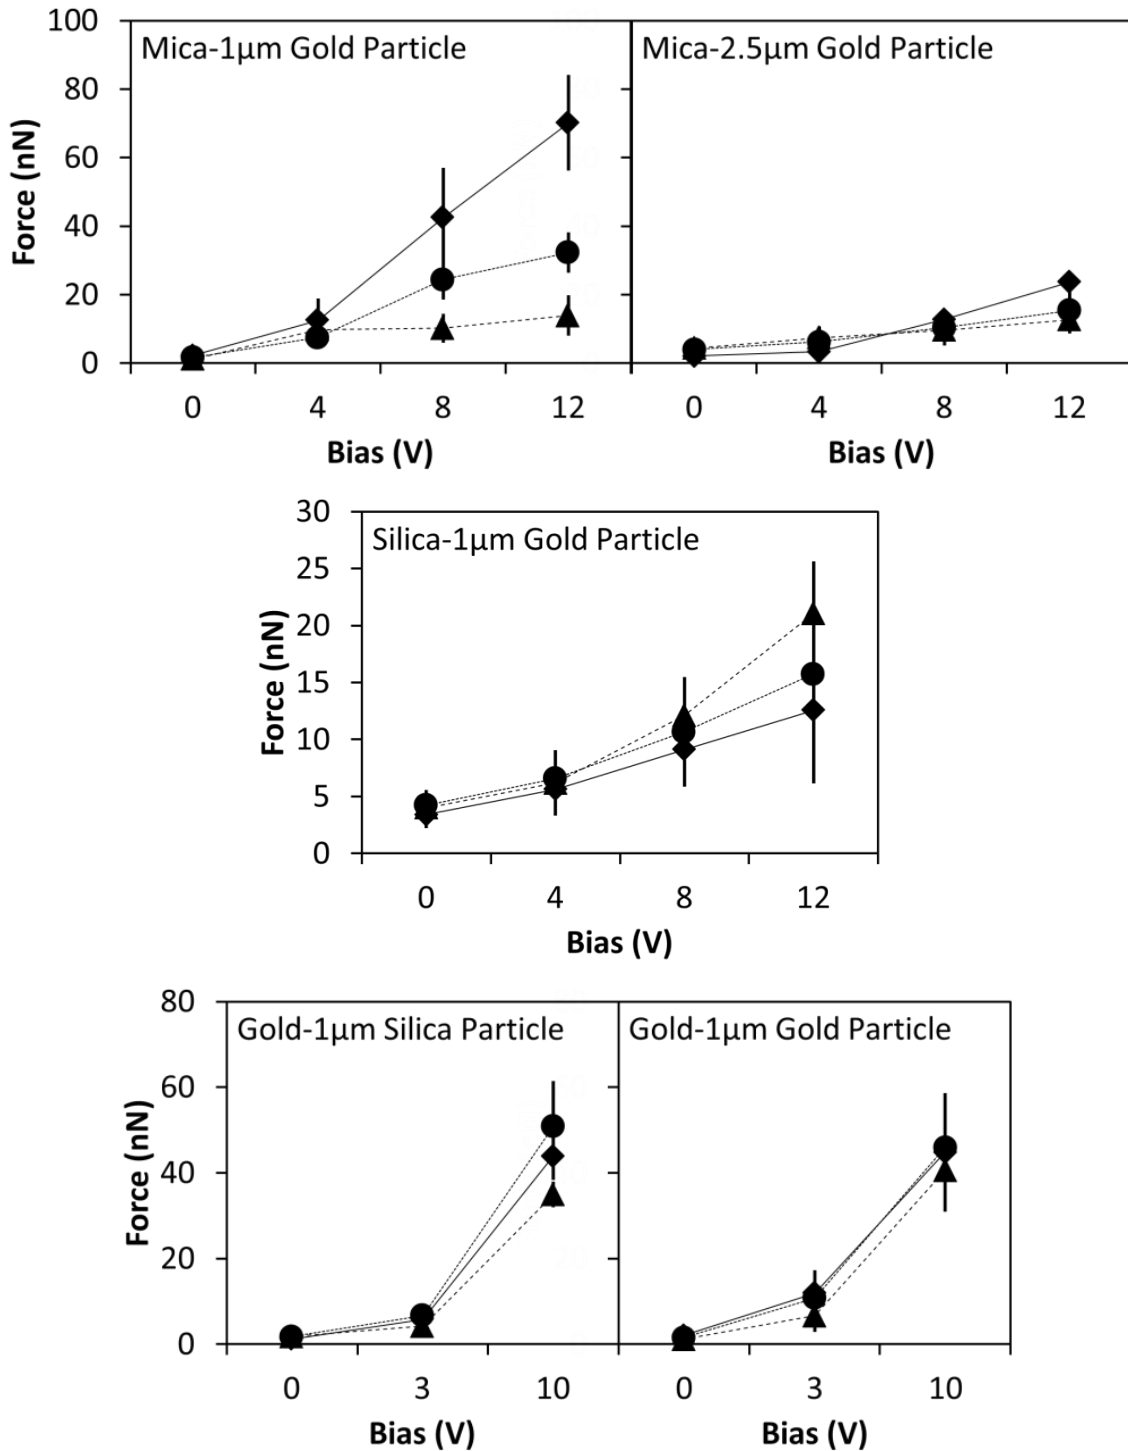 100
80
60
40
20
0
Force (nN)
Mica-1µm Gold Particle
Mica-2.5µm Gold Particle
0 4 8 12 0 4 8 12
Bias (V) Bias (V)
30
25
20
15
10
5
0
Force (nN)
Silica-1µm Gold Particle
0 4 8 12
Bias (V)
80
60
40
20
0
Force (nN)
Gold-1µm Silica Particle
Gold-1µm Gold Particle
0 3 10 0 3 10
Bias (V) Bias (V)